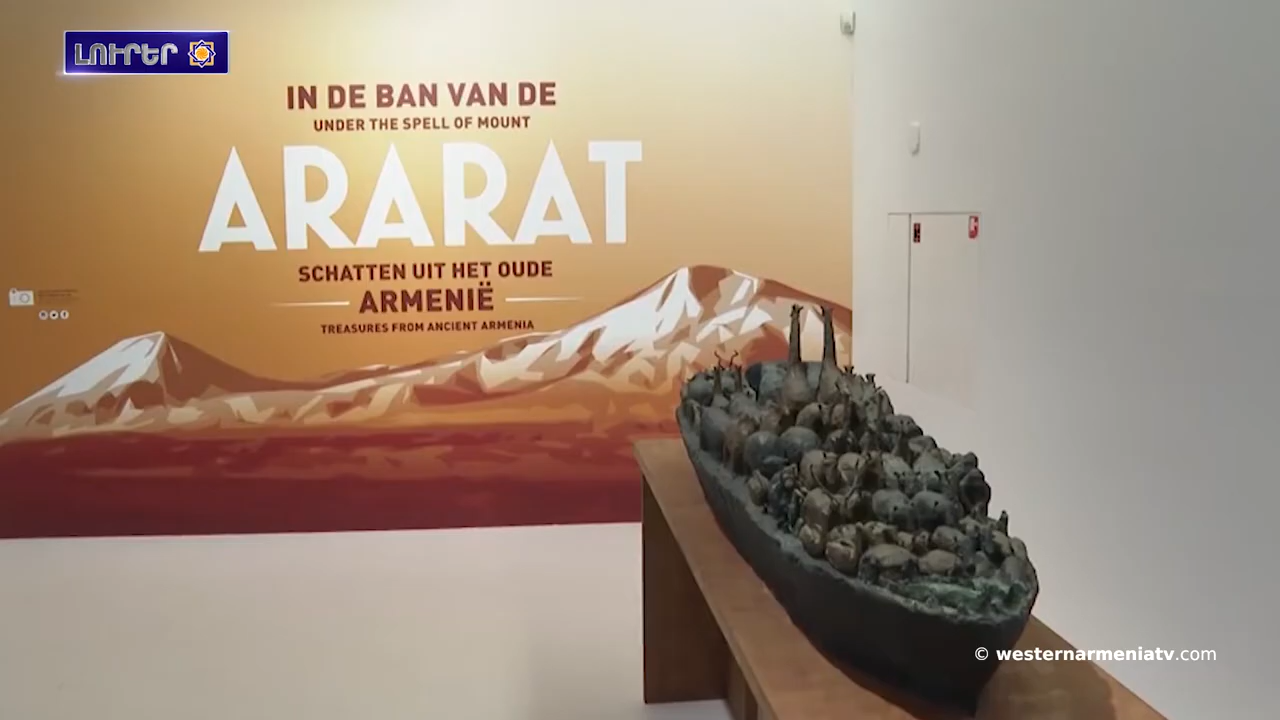 ԼՈՒՐԵՐ
IN DE BAN VAN DE
UNDER THE SPELL OF MOUNT
ARARAT
SCHATTEN UIT HET OUDE
ARMENIË
TREASURES FROM ANCIENT ARMENIA
© westernarmeniatv.com